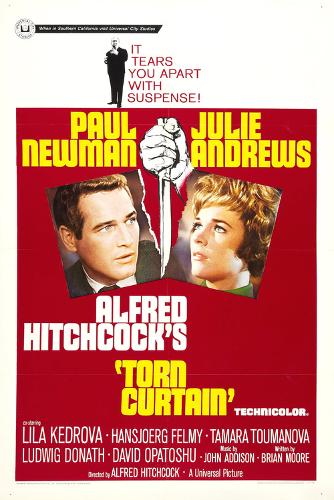 When in Southern California visit Universal City Studios
IT
TEARS
YOU APART
WITH
SUSPENSE!
PAUL NEWMAN
JULIE ANDREWS
ALFRED
HITCHCOCK'S
'TORN
CURTAIN'
TECHNICOLOR®
co-starring
LILA KEDROVA · HANSJOERG FELMY · TAMARA TOUMANOVA
LUDWIG DONATH · DAVID OPATOSHU · Music by JOHN ADDISON · Written by BRIAN MOORE
Directed by ALFRED HITCHCOCK · A Universal Picture